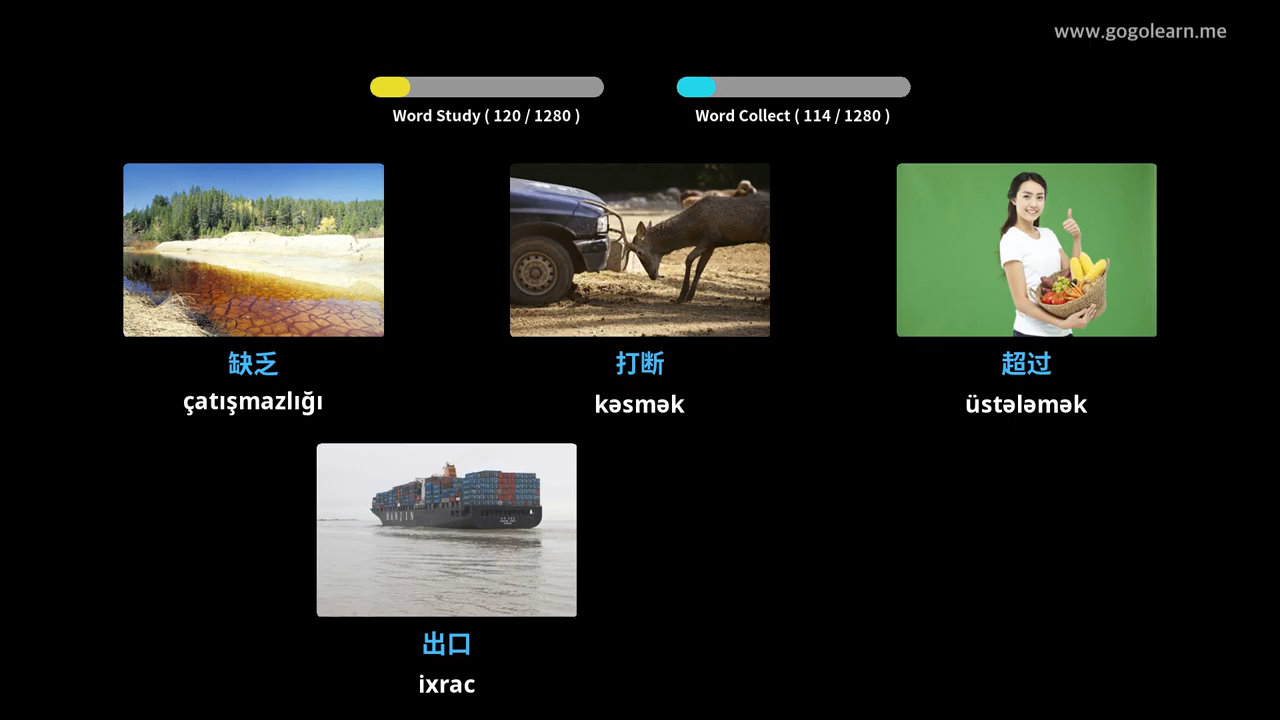 www.gogolearn.me
Word Study ( 120 / 1280 )
Word Collect ( 114 / 1280 )
缺乏
打断
超过
çatışmazlığı
kəsmək
üstələmək
HANJIN
出口
ixrac